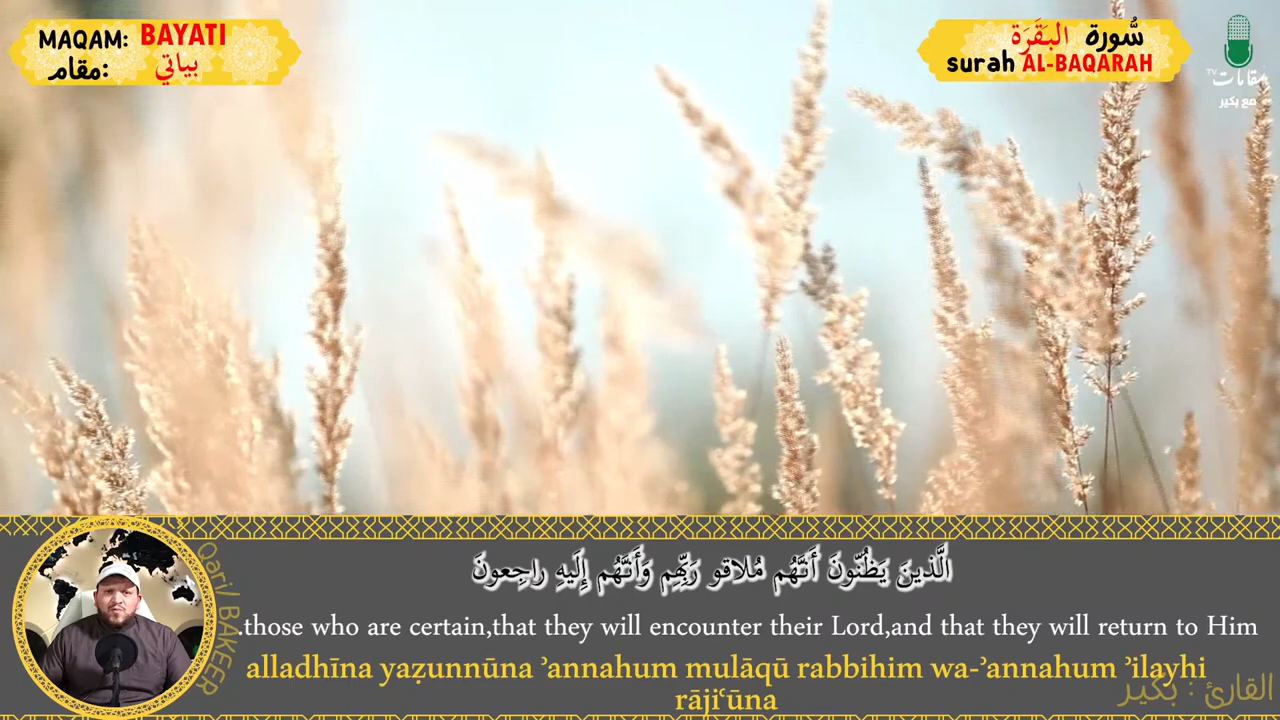 MAQAM: BAYATI
مقام: بياتي
سُّورة البَقَرَة
surah AL-BAQARAH
مقامات TV
مع بكير
الَّذينَ يَظُنّونَ أَنَّهُم مُلاقو رَبِّهِم وَأَنَّهُم إِلَيهِ راجِعونَ
.those who are certain,that they will encounter their Lord,and that they will return to Him
alladhīna yaẓunnūna ʾannahum mulāqū rabbihim wa-ʾannahum ʾilayhi
rājiʿūna
Qari/ BAKEER
القارئ : بكير